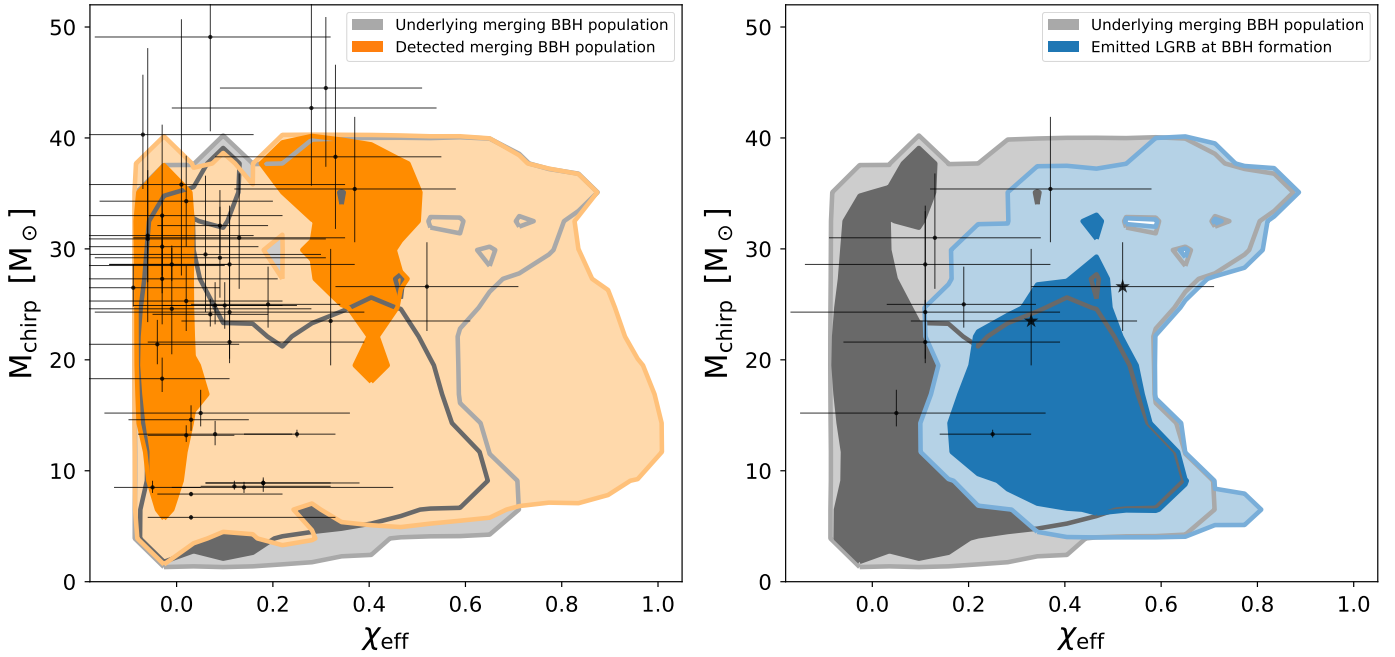 Underlying merging BBH population
Detected merging BBH population
50
40
30
20
10
0
M_chirp [M_⊙]
0.0 0.2 0.4 0.6 0.8 1.0
χ_eff
Underlying merging BBH population
Emitted LGRB at BBH formation
50
40
30
20
10
0
M_chirp [M_⊙]
0.0 0.2 0.4 0.6 0.8 1.0
χ_eff